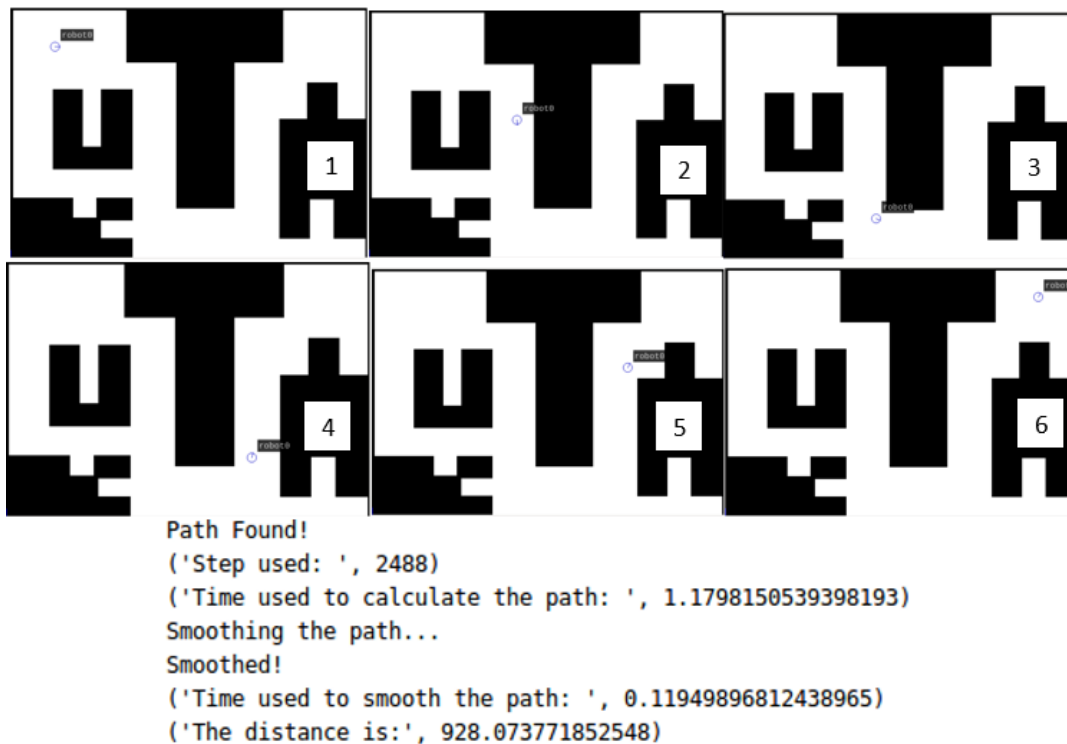 robot0
1
robot0
2
robot0
3
robot0
4
robot0
5
robo
6
Path Found!
('Step used: ', 2488)
('Time used to calculate the path: ', 1.1798150539398193)
Smoothing the path...
Smoothed!
('Time used to smooth the path: ', 0.11949896812438965)
('The distance is:', 928.073771852548)